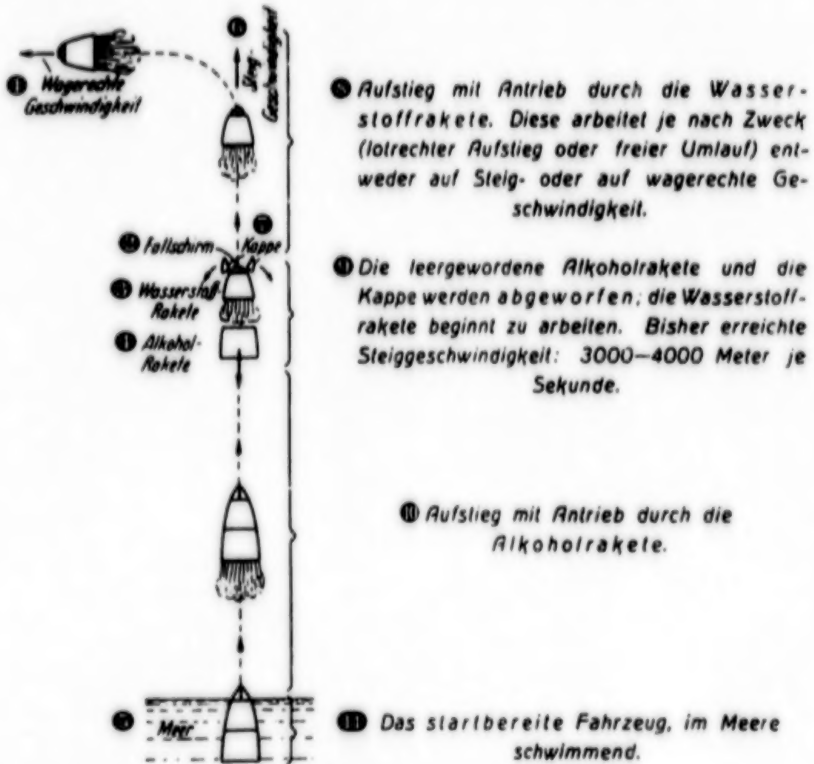 Wagerechte
Geschwindigkeit
Steig-
Geschwindigkeit
Aufstieg mit Antrieb durch die Wasser-
stoffrakete. Diese arbeitet je nach Zweck
(lotrechter Aufstieg oder freier Umlauf) ent-
weder auf Steig- oder auf wagerechte Ge-
schwindigkeit.
Fallschirm
Kappe
Wasserstoff-
Rakete
Alkohol-
Rakete
Die leergewordene Alkoholrakete und die
Kappe werden abgeworfen; die Wasserstoff-
rakete beginnt zu arbeiten. Bisher erreichte
Steiggeschwindigkeit: 3000—4000 Meter je
Sekunde.
Aufstieg mit Antrieb durch die
Alkoholrakete.
Meer
Das startbereite Fahrzeug, im Meere
schwimmend.